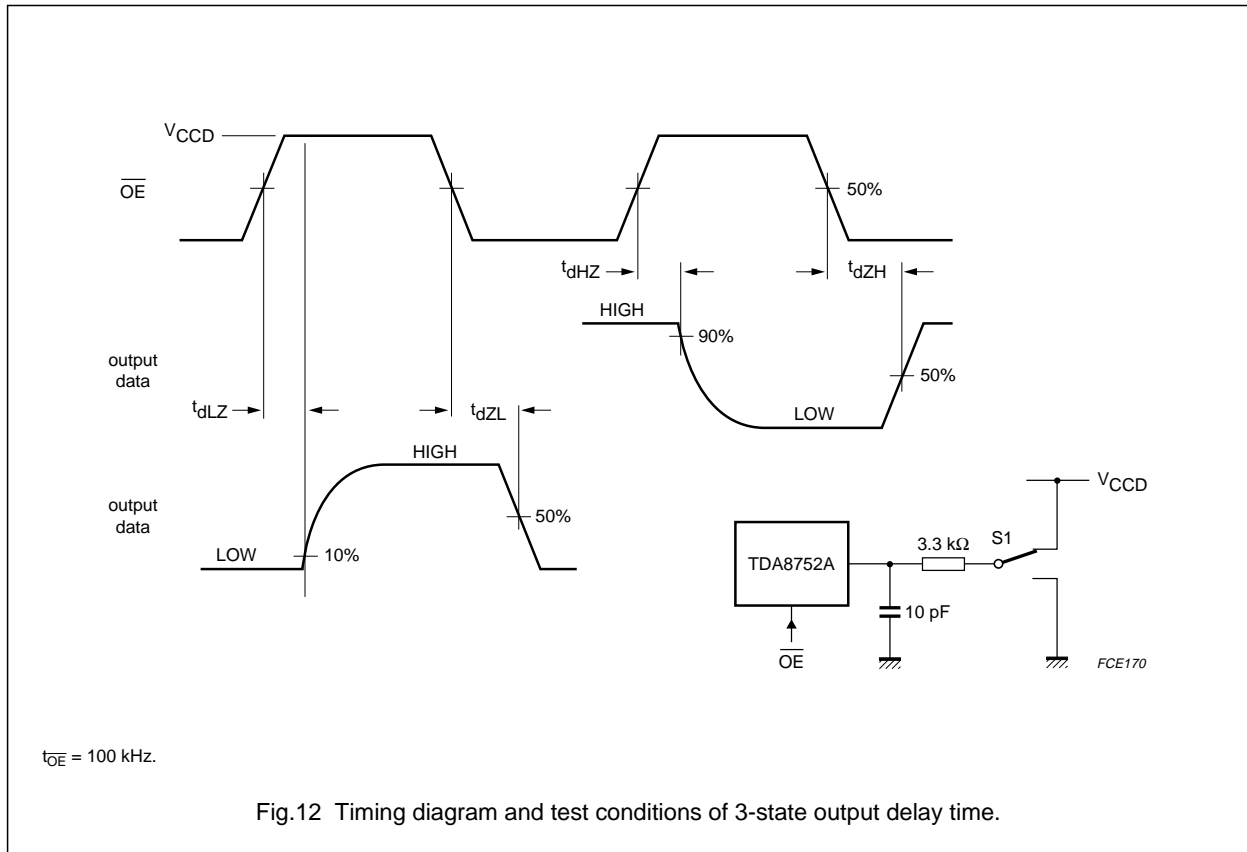 VCCD
OE
50%
tdHZ
tdZH
HIGH
90%
output
data
50%
tdLZ
tdZL
LOW
HIGH
VCCD
output
data
50%
S1
3.3 kΩ
LOW
10%
TDA8752A
10 pF
OE
FCE170
tOE = 100 kHz.
Fig.12 Timing diagram and test conditions of 3-state output delay time.